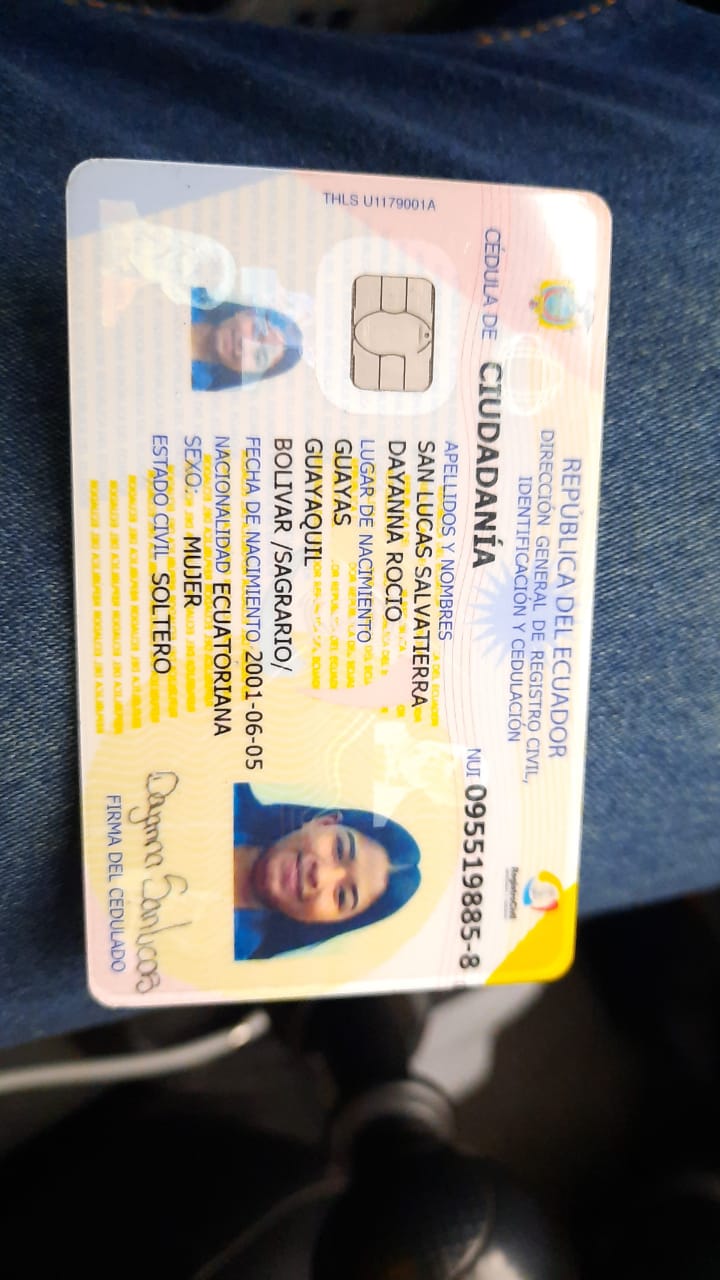 REPÚBLICA DEL ECUADOR
DIRECCIÓN GENERAL DE REGISTRO CIVIL,
IDENTIFICACIÓN Y CEDULACIÓN
CÉDULA DE CIUDADANÍA
NUI 095519885-8
APELLIDOS Y NOMBRES
SAN LUCAS SALVATIERRA
DAYANNA ROCIO
LUGAR DE NACIMIENTO
GUAYAS
GUAYAQUIL
BOLIVAR /SAGRARIO/
FECHA DE NACIMIENTO 2001-06-05
NACIONALIDAD ECUATORIANA
SEXO: MUJER
ESTADO CIVIL SOLTERO
THLS U1179001A
RegistroCivil
Dayanna Sanlucas
FIRMA DEL CEDULADO